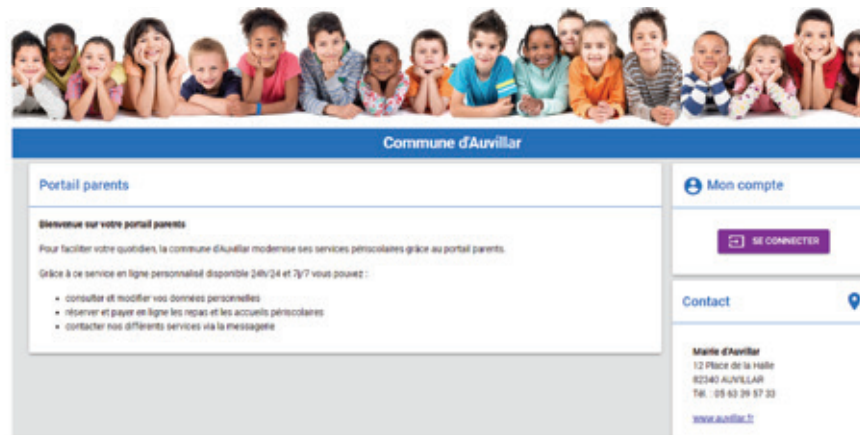 Commune d'Auvillar
Portail parents
Bienvenue sur votre portail parents
Pour faciliter votre quotidien, la commune d'Auvillar modernise ses services périscolaires grâce au portail parents.
Grâce à ce service en ligne personnalisé disponible 24h/24 et 7j/7 vous pouvez :
consulter et modifier vos données personnelles
réserver et payer en ligne les repas et les accueils périscolaires
contacter nos différents services via la messagerie
Mon compte
SE CONNECTER
Contact
Mairie d'Auvillar
12 Place de la Halle
82340 AUVILLAR
Tél. : 05 63 39 57 33
www.auvillar.fr